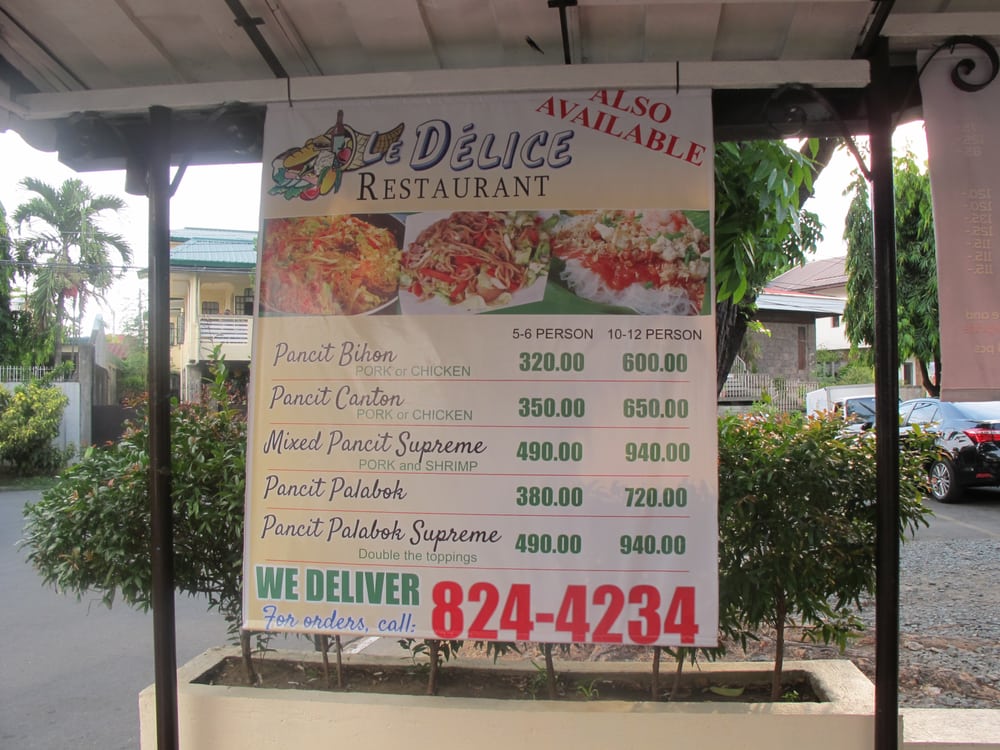 ALSO
AVAILABLE
LE DÉLICE
RESTAURANT
5-6 PERSON 10-12 PERSON
Pancit Bihon 320.00 600.00
PORK or CHICKEN
Pancit Canton 350.00 650.00
PORK or CHICKEN
Mixed Pancit Supreme 490.00 940.00
PORK and SHRIMP
Pancit Palabok 380.00 720.00
Pancit Palabok Supreme 490.00 940.00
Double the toppings
WE DELIVER
For orders, call: 824-4234